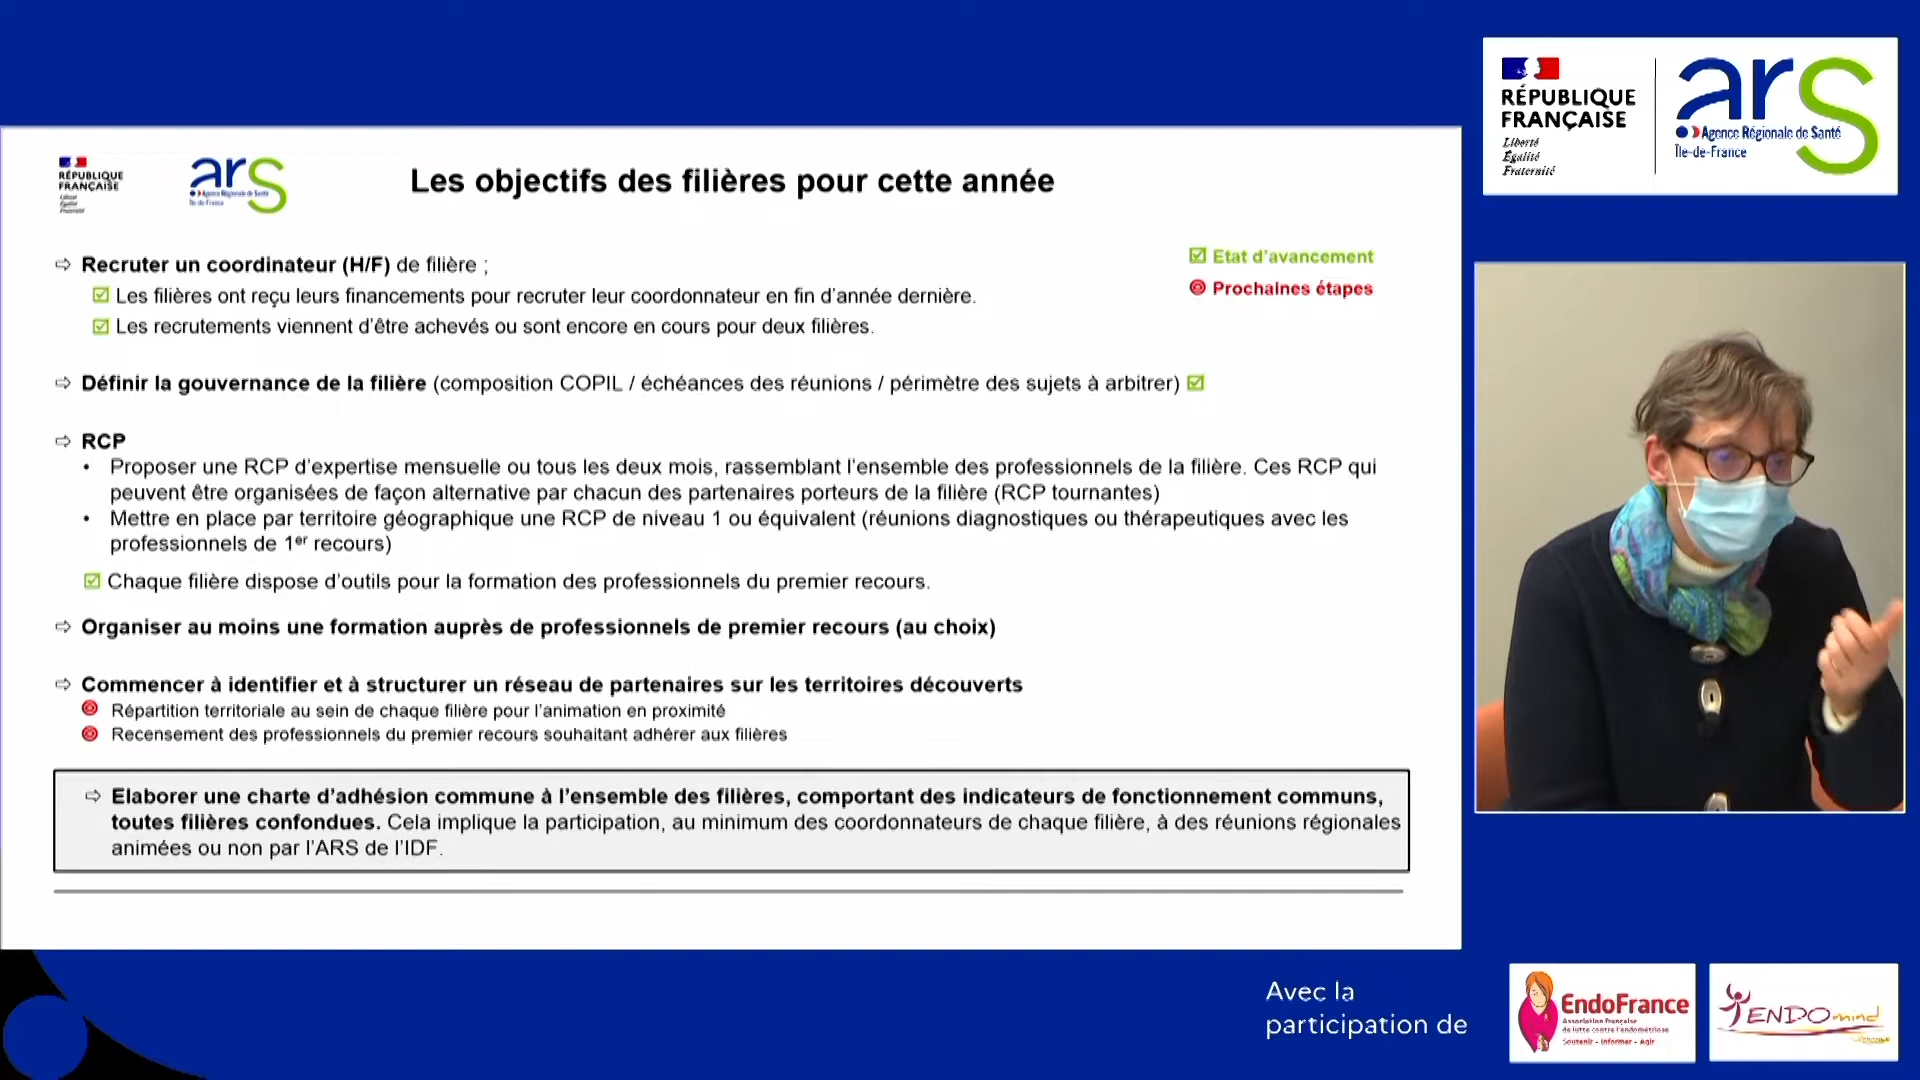 RÉPUBLIQUE
FRANÇAISE
Liberté
Égalité
Fraternité
ars
Agence Régionale de Santé
Île-de-France
RÉPUBLIQUE
FRANÇAISE
Liberté
Égalité
Fraternité
ars
Agence Régionale de Santé
Île-de-France
Les objectifs des filières pour cette année
Etat d’avancement
Prochaines étapes
⇨ Recruter un coordinateur (H/F) de filière ;
Les filières ont reçu leurs financements pour recruter leur coordonnateur en fin d’année dernière.
Les recrutements viennent d’être achevés ou sont encore en cours pour deux filières.
⇨ Définir la gouvernance de la filière (composition COPIL / échéances des réunions / périmètre des sujets à arbitrer)
⇨ RCP
• Proposer une RCP d’expertise mensuelle ou tous les deux mois, rassemblant l’ensemble des professionnels de la filière. Ces RCP qui
peuvent être organisées de façon alternative par chacun des partenaires porteurs de la filière (RCP tournantes)
• Mettre en place par territoire géographique une RCP de niveau 1 ou équivalent (réunions diagnostiques ou thérapeutiques avec les
professionnels de 1er recours)
Chaque filière dispose d’outils pour la formation des professionnels du premier recours.
⇨ Organiser au moins une formation auprès de professionnels de premier recours (au choix)
⇨ Commencer à identifier et à structurer un réseau de partenaires sur les territoires découverts
Répartition territoriale au sein de chaque filière pour l’animation en proximité
Recensement des professionnels du premier recours souhaitant adhérer aux filières
⇨ Elaborer une charte d’adhésion commune à l’ensemble des filières, comportant des indicateurs de fonctionnement communs,
toutes filières confondues. Cela implique la participation, au minimum des coordonnateurs de chaque filière, à des réunions régionales
animées ou non par l’ARS de l’IDF.
Avec la
participation de
EndoFrance
Association Française
de lutte contre l'endométriose
Soutenir - Informer - Agir
ENDOmind